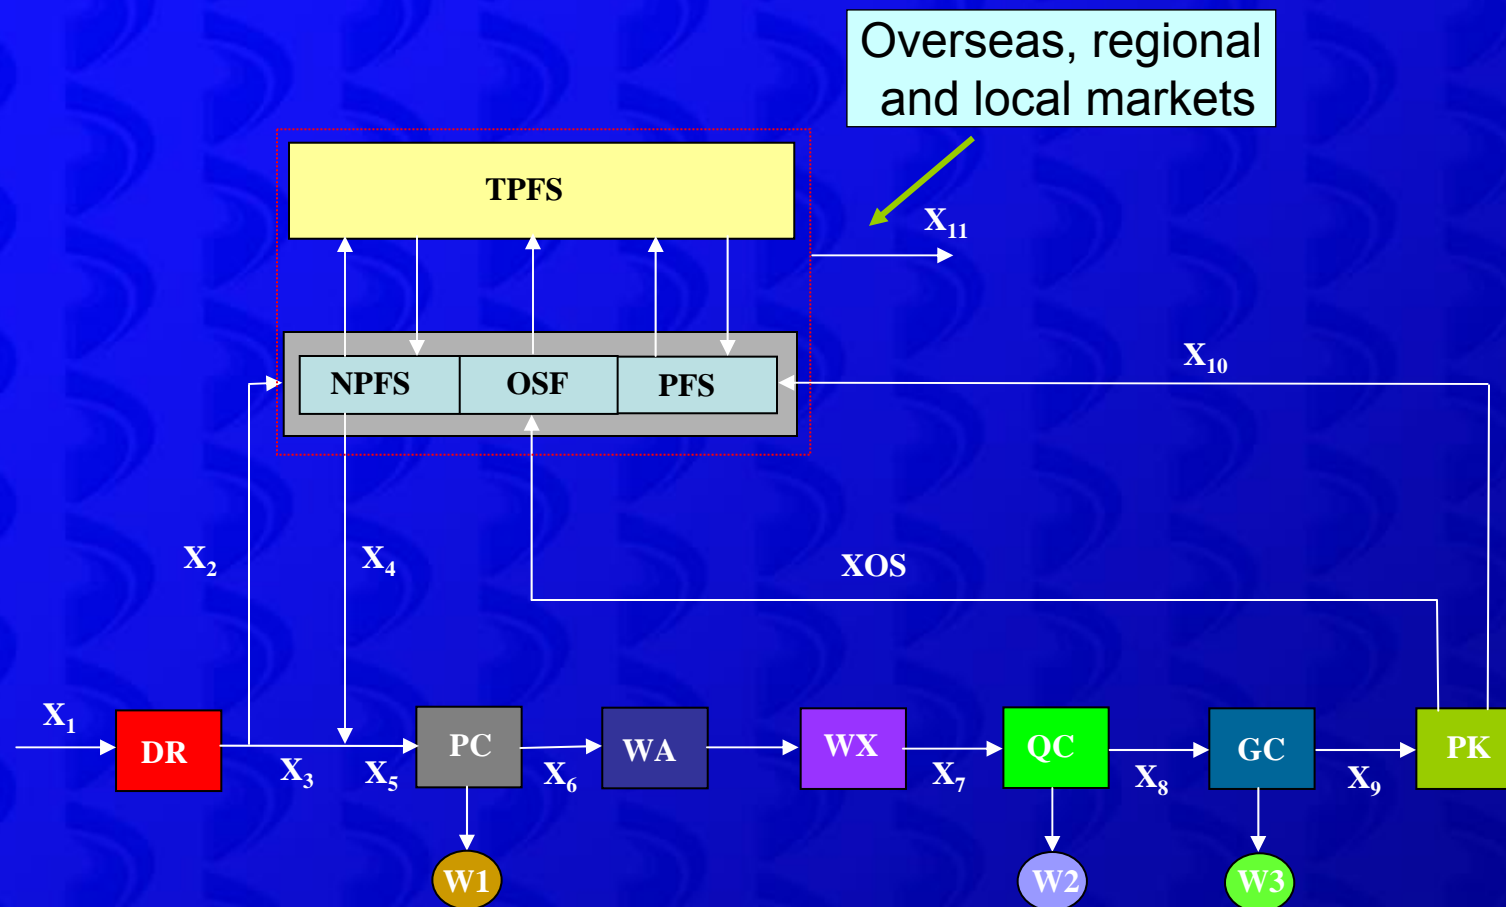 Overseas, regional
and local markets
TPFS
X11
NPFS OSF PFS
X10
X2 X4 XOS
X1
DR PC WA WX QC GC PK
X3 X5 X6 X7 X8 X9
W1 W2 W3